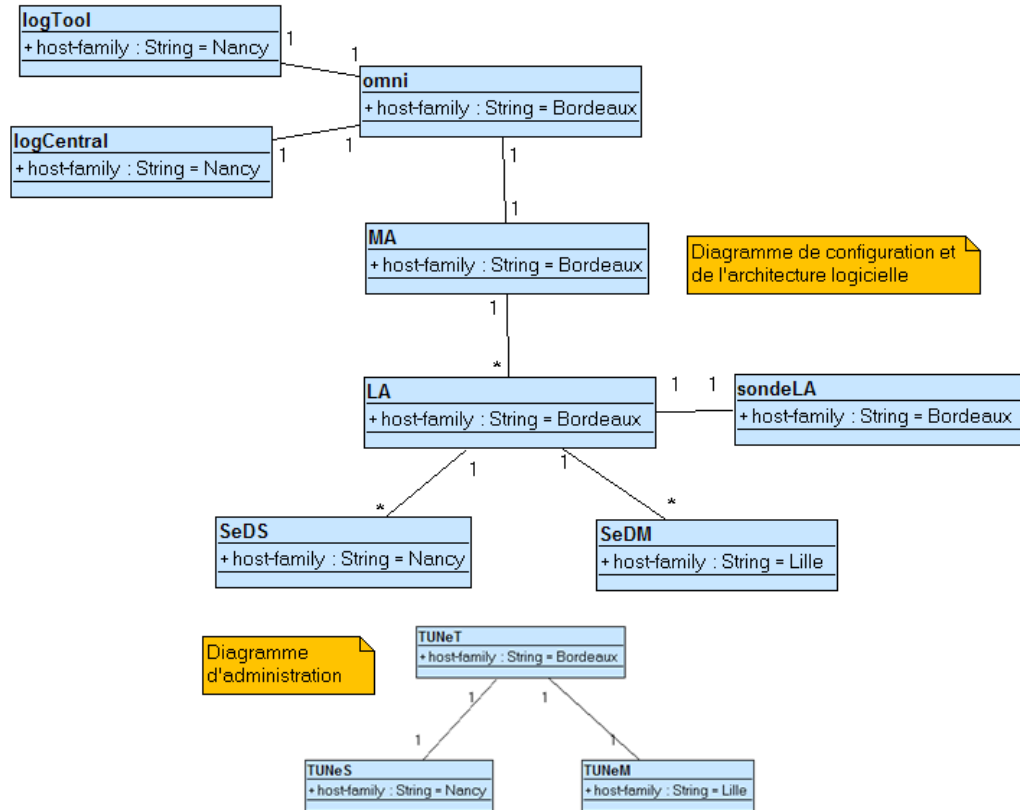 logTool
+ host-family : String = Nancy
1
1
omni
+ host-family : String = Bordeaux
logCentral
+ host-family : String = Nancy
1
1
1
1
MA
+ host-family : String = Bordeaux
Diagramme de configuration et
de l'architecture logicielle
1
*
LA
+ host-family : String = Bordeaux
1
1
sondeLA
+ host-family : String = Bordeaux
1
1
*
*
SeDS
+ host-family : String = Nancy
SeDM
+ host-family : String = Lille
Diagramme
d'administration
TUNeT
+ host-family : String = Bordeaux
1
1
1
1
TUNeS
+ host-family : String = Nancy
TUNeM
+ host-family : String = Lille